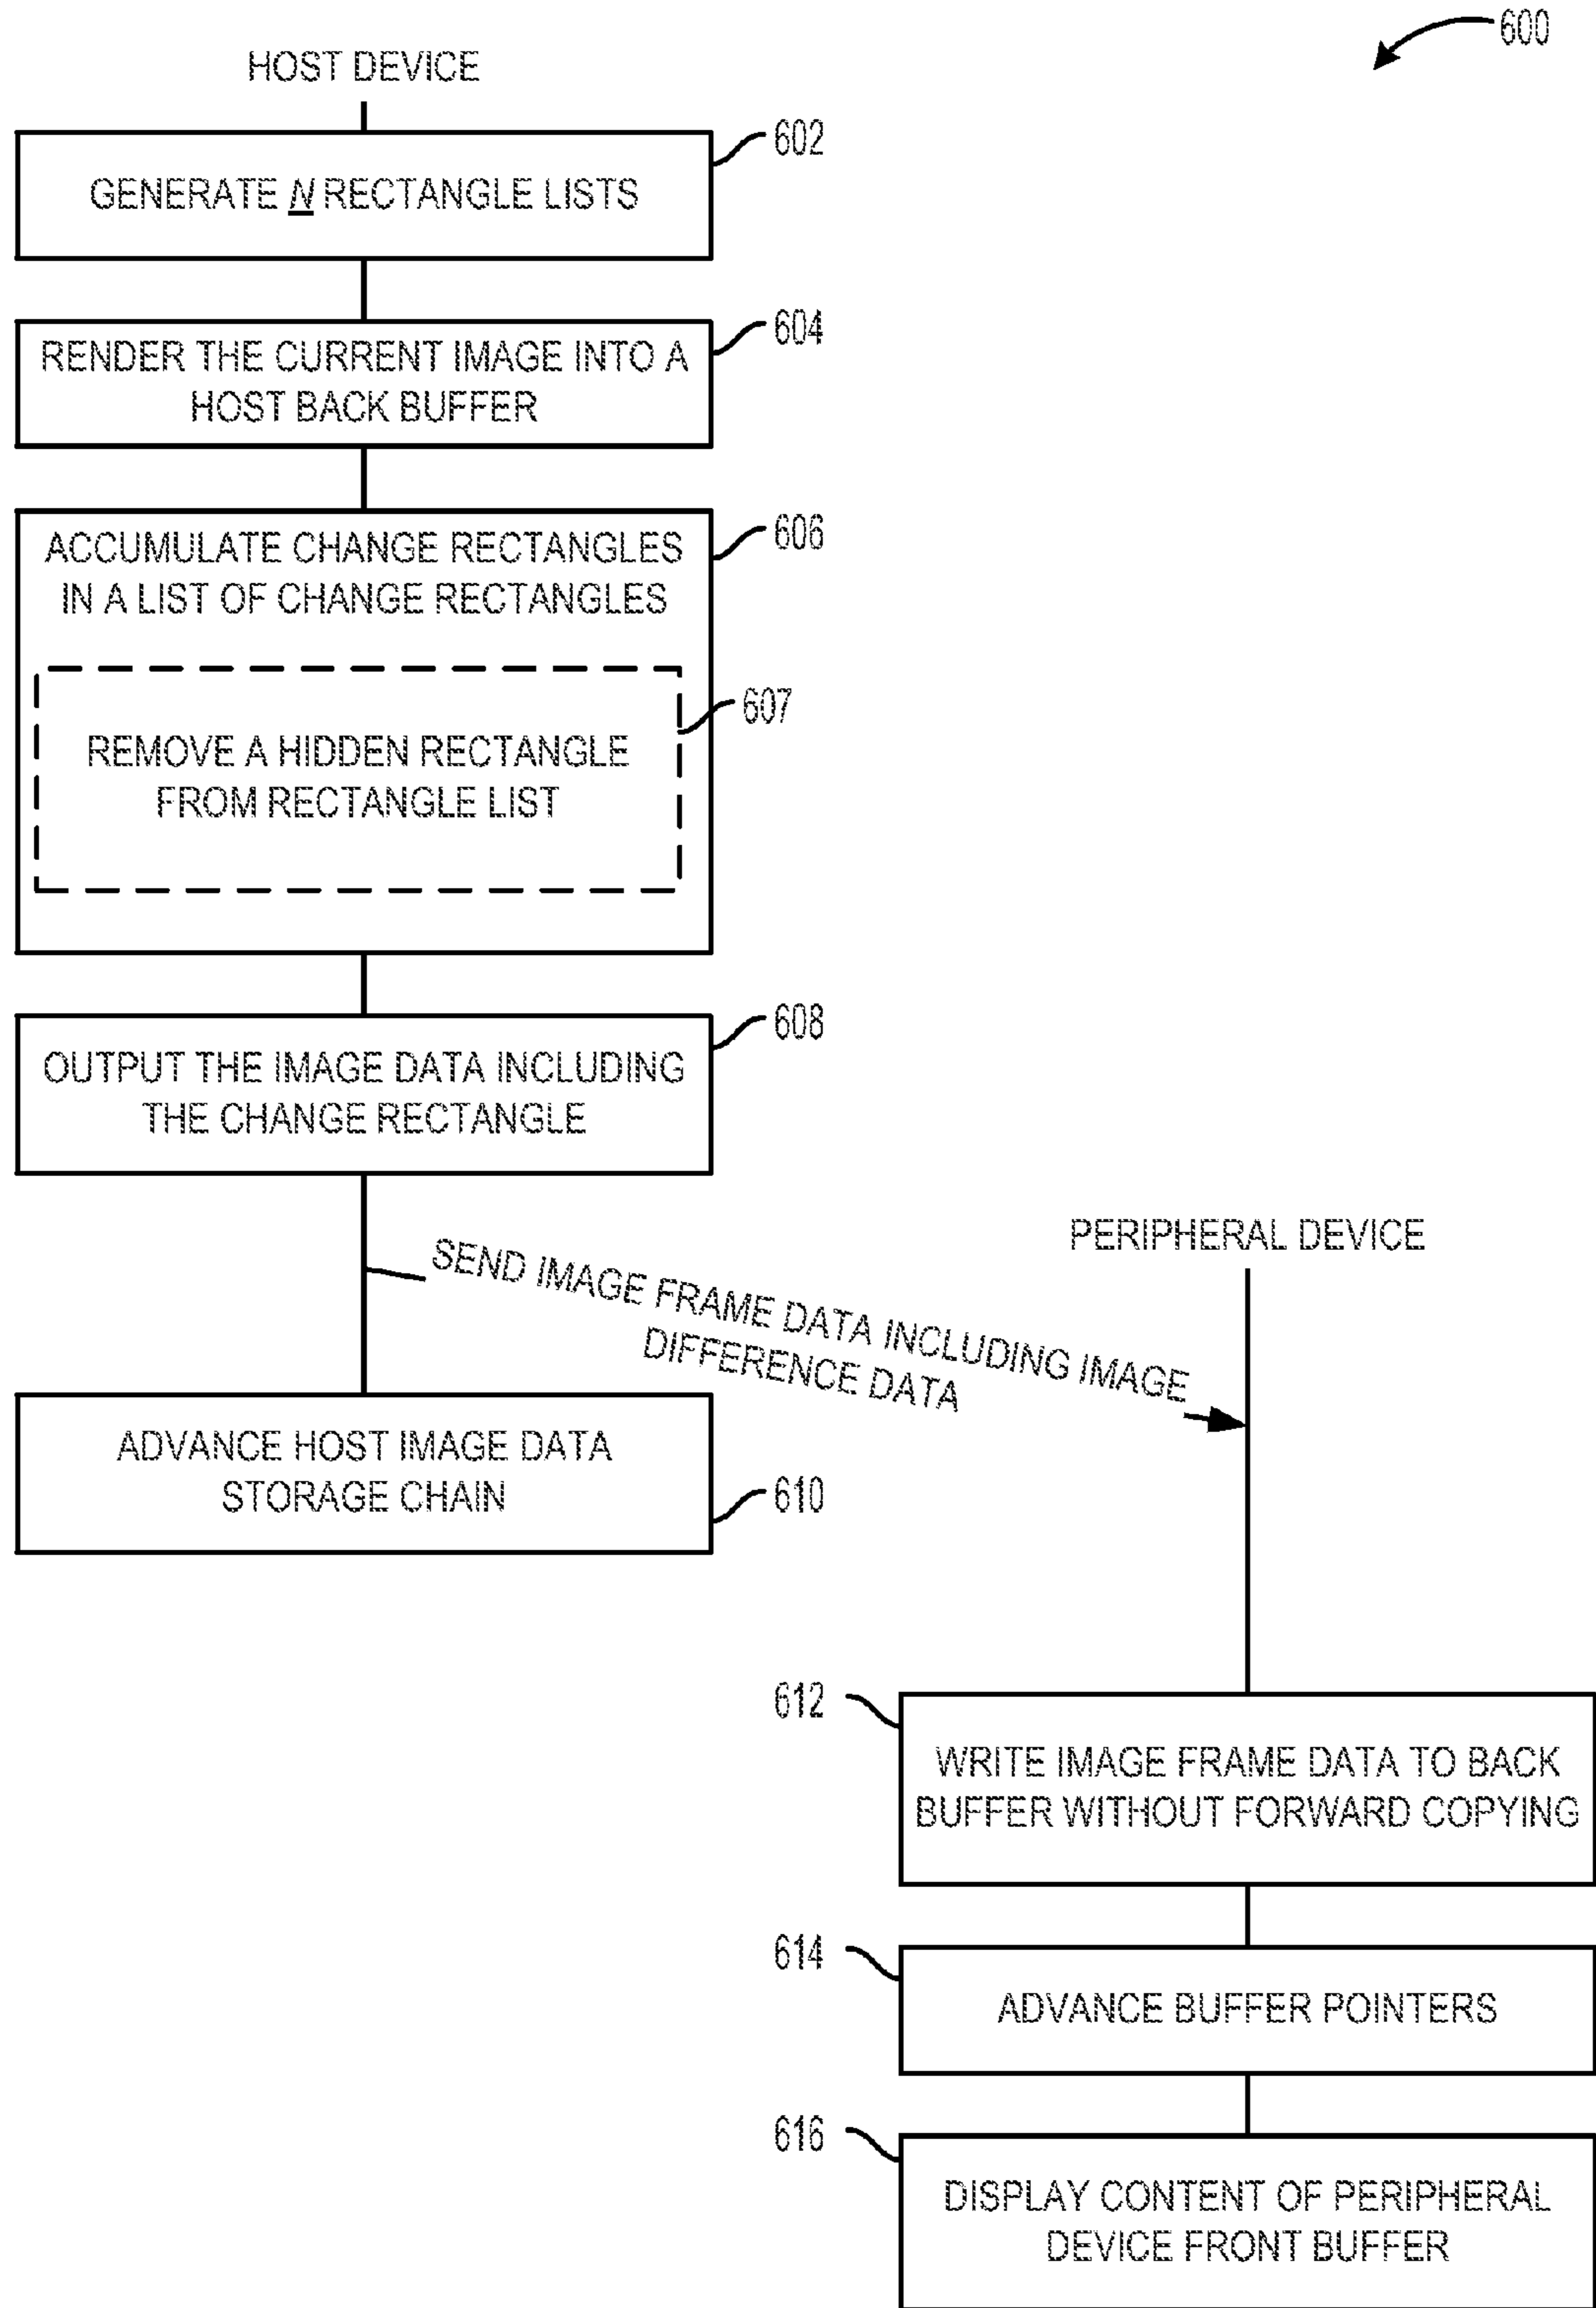 600
HOST DEVICE
602
GENERATE N RECTANGLE LISTS
604
RENDER THE CURRENT IMAGE INTO A
HOST BACK BUFFER
606
ACCUMULATE CHANGE RECTANGLES
IN A LIST OF CHANGE RECTANGLES
607
REMOVE A HIDDEN RECTANGLE
FROM RECTANGLE LIST
608
OUTPUT THE IMAGE DATA INCLUDING
THE CHANGE RECTANGLE
PERIPHERAL DEVICE
SEND IMAGE FRAME DATA INCLUDING IMAGE
DIFFERENCE DATA
ADVANCE HOST IMAGE DATA
STORAGE CHAIN
610
612
WRITE IMAGE FRAME DATA TO BACK
BUFFER WITHOUT FORWARD COPYING
614
ADVANCE BUFFER POINTERS
616
DISPLAY CONTENT OF PERIPHERAL
DEVICE FRONT BUFFER